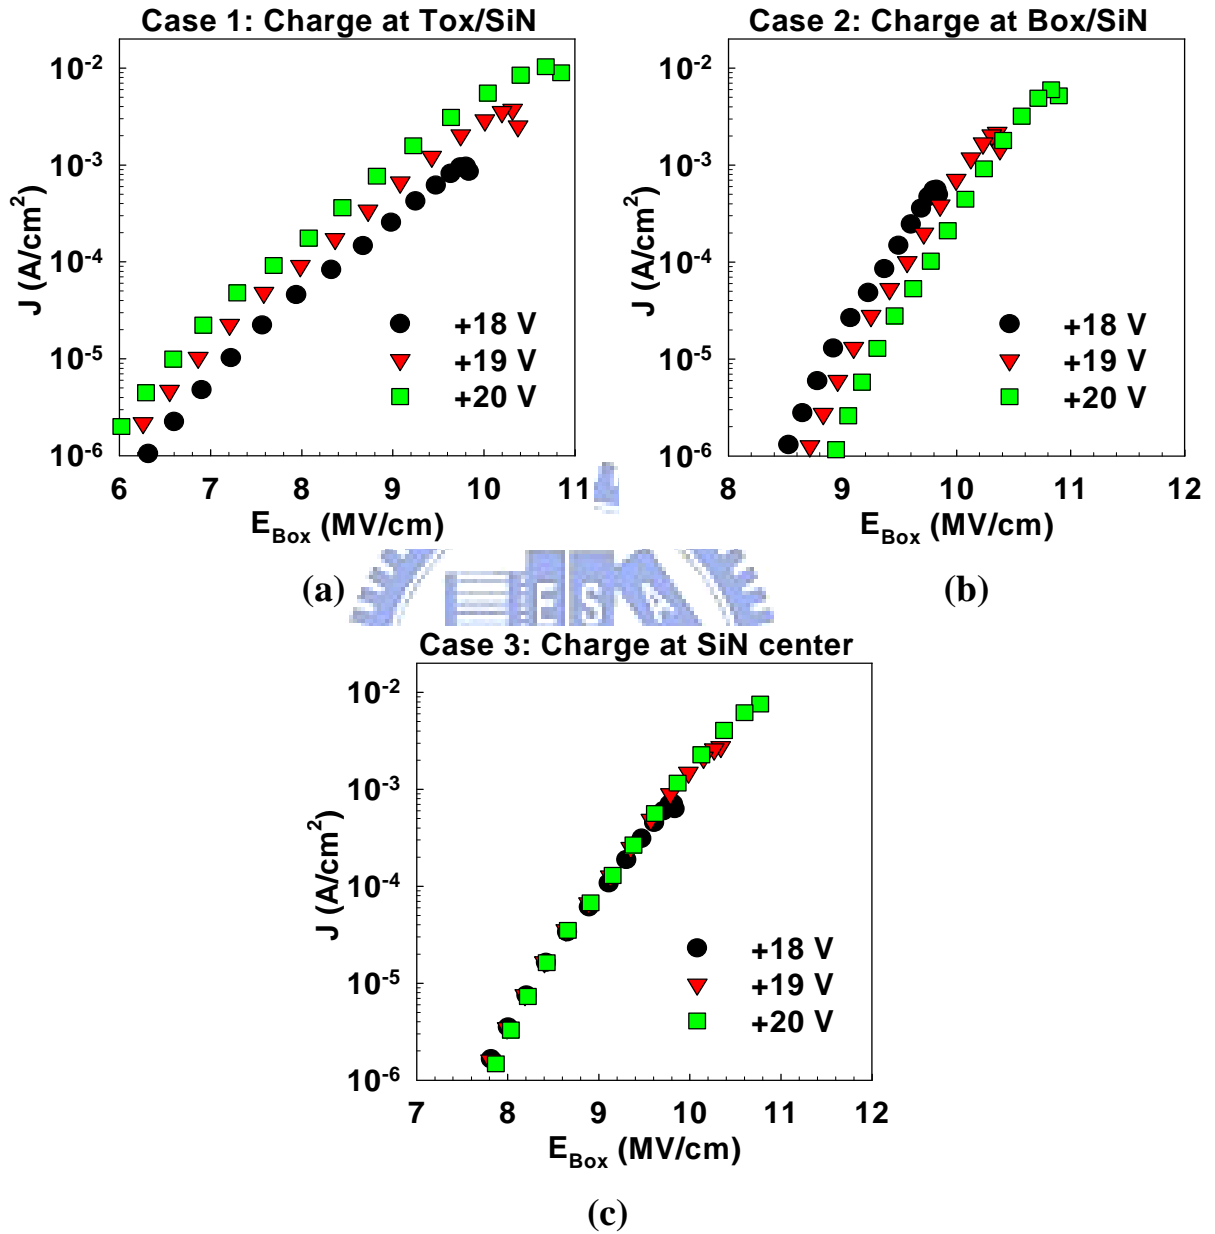 Case 1: Charge at Tox/SiN
10⁻²
10⁻³
10⁻⁴
10⁻⁵
10⁻⁶
J (A/cm²)
+18 V
+19 V
+20 V
6 7 8 9 10 11
E_Box (MV/cm)
(a)
Case 2: Charge at Box/SiN
10⁻²
10⁻³
10⁻⁴
10⁻⁵
10⁻⁶
J (A/cm²)
+18 V
+19 V
+20 V
8 9 10 11 12
E_Box (MV/cm)
(b)
E S A
Case 3: Charge at SiN center
10⁻²
10⁻³
10⁻⁴
10⁻⁵
10⁻⁶
J (A/cm²)
+18 V
+19 V
+20 V
7 8 9 10 11 12
E_Box (MV/cm)
(c)